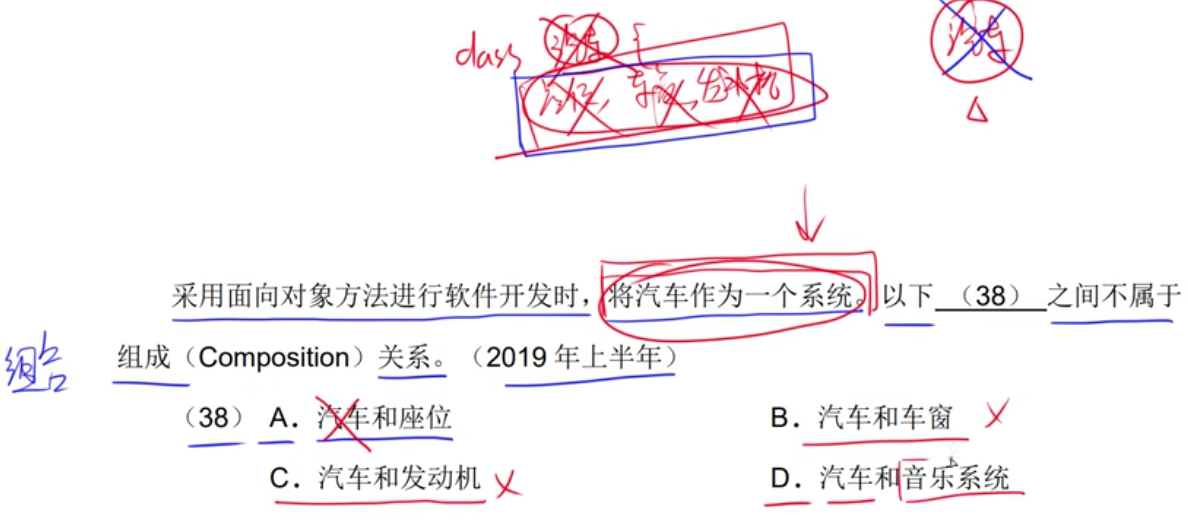 class 汽车 {
座位, 车窗, 发动机
汽车
采用面向对象方法进行软件开发时，将汽车作为一个系统。以下（38）之间不属于
组成（Composition）关系。（2019 年上半年）
组合
（38） A．汽车和座位 B．汽车和车窗
C．汽车和发动机 D．汽车和音乐系统